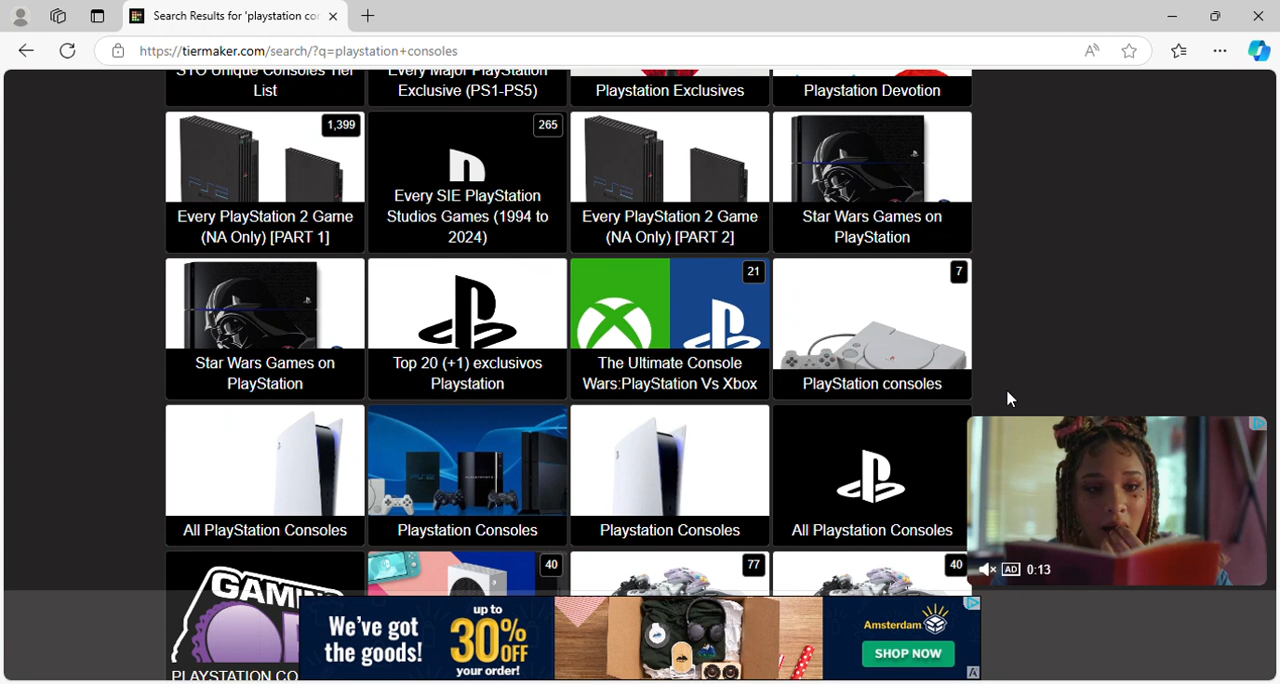 Search Results for 'playstation co
https://tiermaker.com/search/?q=playstation+consoles
STO Unique Consoles Tier
List
Every Major PlayStation
Exclusive (PS1-PS5)
Playstation Exclusives
Playstation Devotion
1,399
Every PlayStation 2 Game
(NA Only) [PART 1]
265
Every SIE PlayStation
Studios Games (1994 to
2024)
Every PlayStation 2 Game
(NA Only) [PART 2]
Star Wars Games on
PlayStation
Star Wars Games on
PlayStation
Top 20 (+1) exclusivos
Playstation
21
The Ultimate Console
Wars:PlayStation Vs Xbox
7
PlayStation consoles
All PlayStation Consoles
Playstation Consoles
Playstation Consoles
All Playstation Consoles
AD 0:13
GAMING
PLAYSTATION CO
40
77
40
We've got
the goods!
up to
30%
OFF
your order!
Amsterdam
SHOP NOW